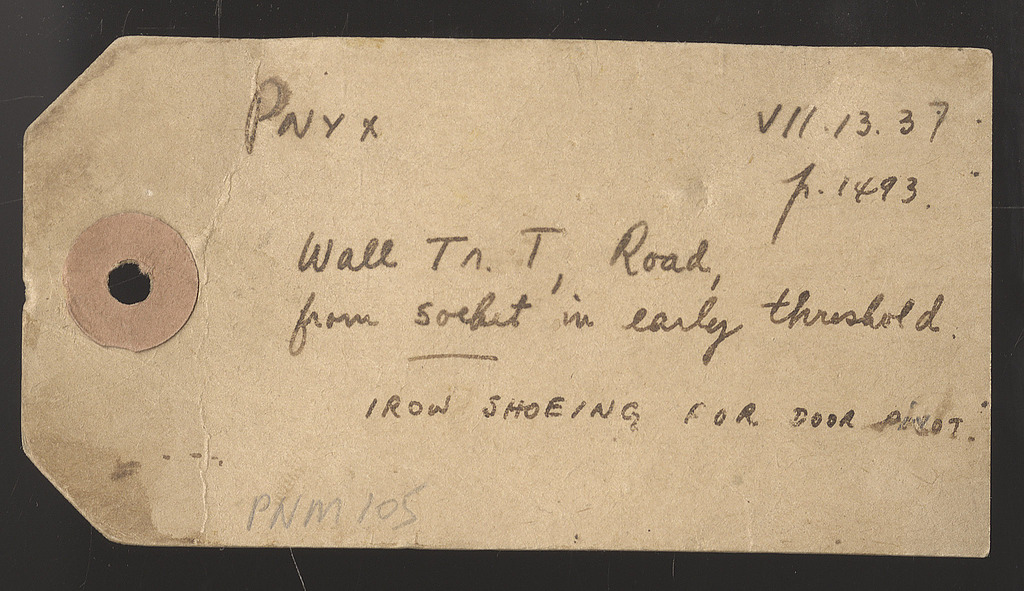 PNYX
VII.13.37
p. 1493.
Wall Tr. T, Road,
from socket in early threshold.
IRON SHOEING FOR DOOR PIVOT.
PNM 105